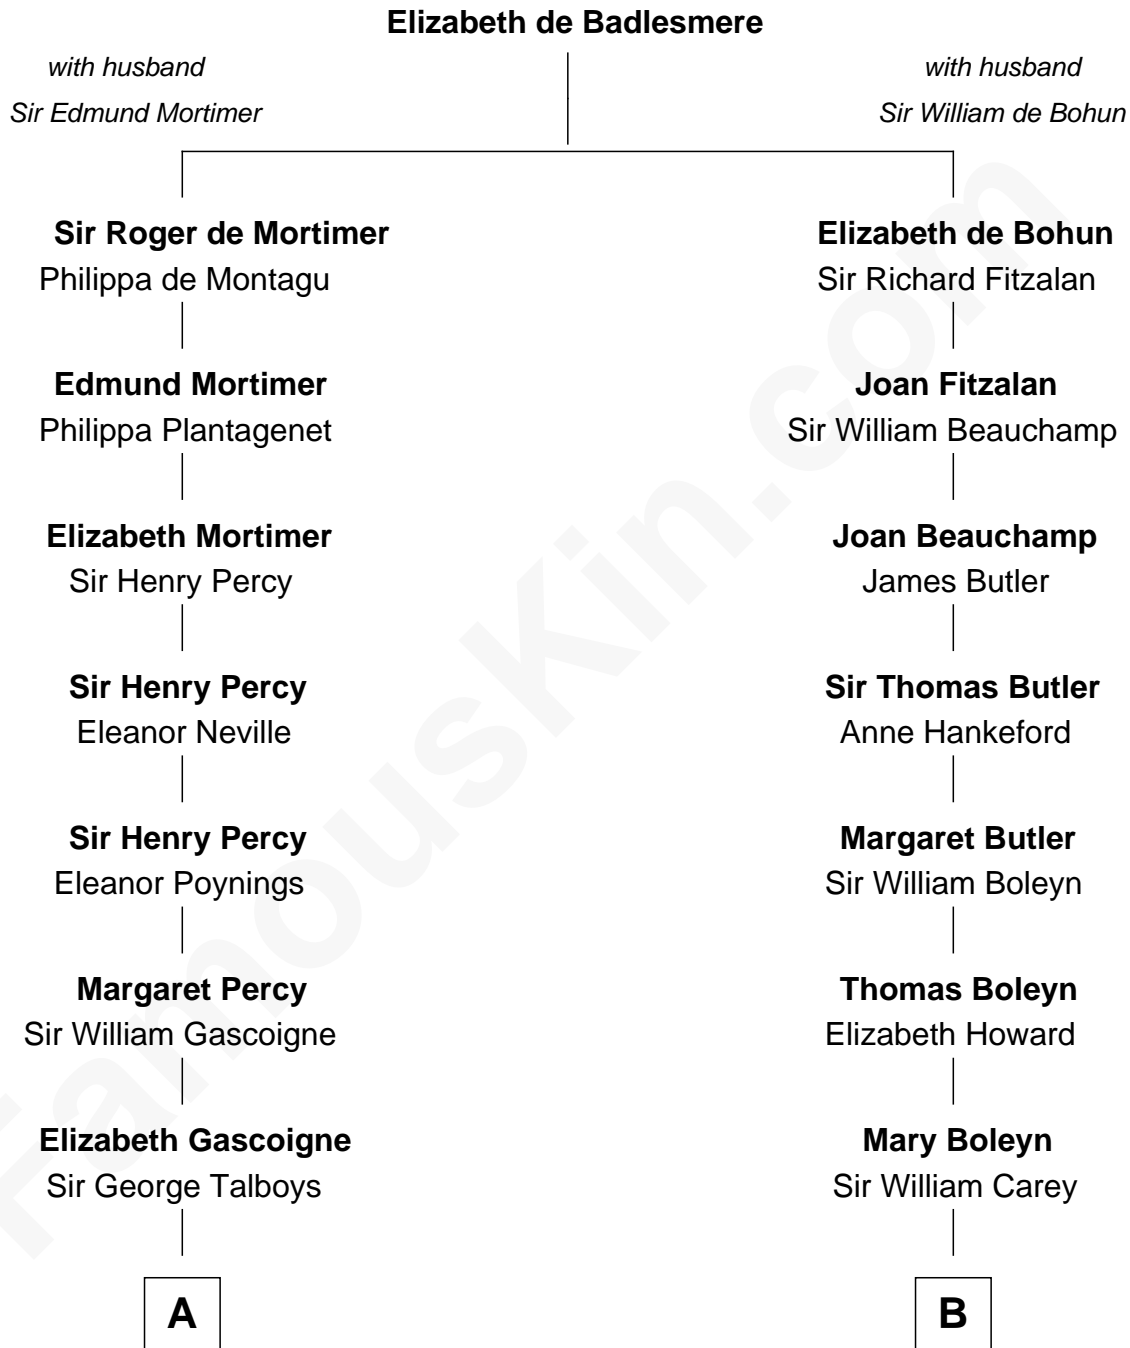 Elizabeth de Badlesmere
with husband
Sir Edmund Mortimer
with husband
Sir William de Bohun
Sir Roger de Mortimer
Philippa de Montagu
Elizabeth de Bohun
Sir Richard Fitzalan
Edmund Mortimer
Philippa Plantagenet
Joan Fitzalan
Sir William Beauchamp
Elizabeth Mortimer
Sir Henry Percy
Joan Beauchamp
James Butler
Sir Henry Percy
Eleanor Neville
Sir Thomas Butler
Anne Hankeford
Sir Henry Percy
Eleanor Poynings
Margaret Butler
Sir William Boleyn
Margaret Percy
Sir William Gascoigne
Thomas Boleyn
Elizabeth Howard
Elizabeth Gascoigne
Sir George Talboys
Mary Boleyn
Sir William Carey
A
B
FamousKin.com